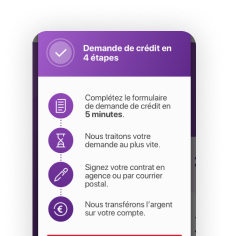 Demande de crédit en
4 étapes
Complétez le formulaire
de demande de crédit en
5 minutes.
Nous traitons votre
demande au plus vite.
Signez votre contrat en
agence ou par courrier
postal.
Nous transférons l'argent
sur votre compte.